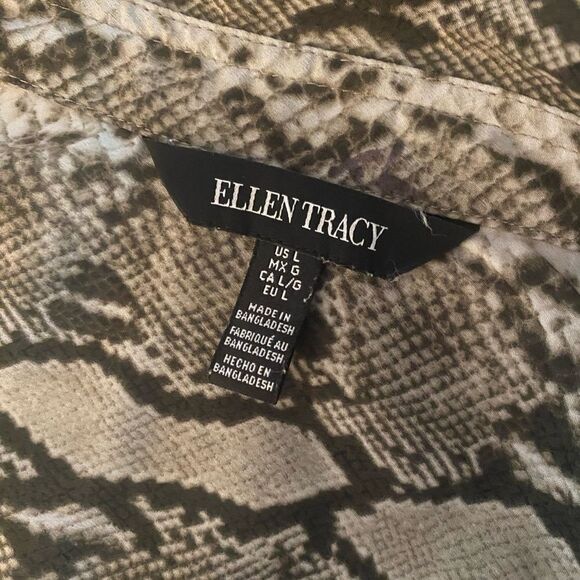 ELLEN TRACY
US L
MX G
CA L/G
EU L
MADE IN
BANGLADESH
FABRIQUÉ AU
BANGLADESH
HECHO EN
BANGLADESH